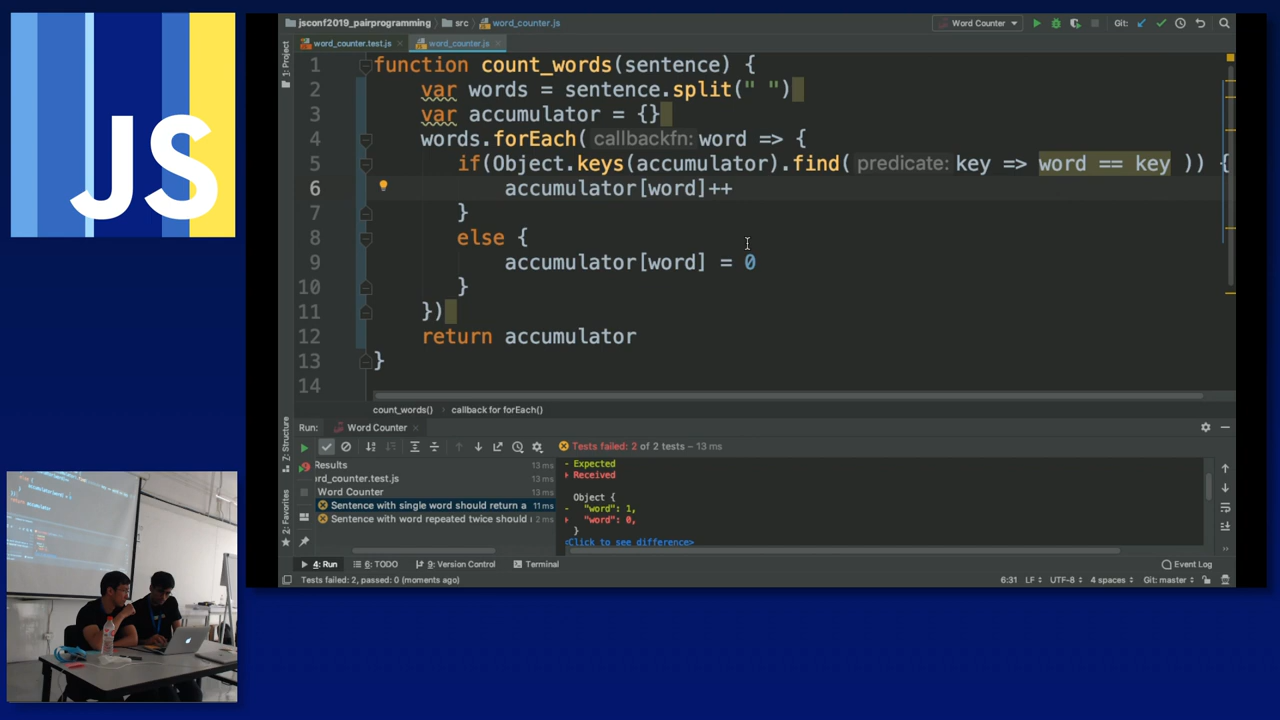 JS
jsconf2019_pairprogramming
src
word_counter.js
Word Counter
Git:
word_counter.test.js
word_counter.js
1: Project
1 function count_words(sentence) {
2 var words = sentence.split(" ")
3 var accumulator = {}
4 words.forEach( callbackfn: word => {
5 if(Object.keys(accumulator).find( predicate: key => word == key )) {
6 accumulator[word]++
7 }
8 else {
9 accumulator[word] = 0
10 }
11 })
12 return accumulator
13 }
14
count_words()
callback for forEach()
Run:
Word Counter
Tests failed: 2 of 2 tests – 13 ms
Results 13 ms
ord_counter.test.js 13 ms
Word Counter 13 ms
Sentence with single word should return a 11 ms
Sentence with word repeated twice should 2 ms
- Expected
+ Received
Object {
- "word": 1,
+ "word": 0,
}
<Click to see difference>
7: Structure
2: Favorites
4: Run
6: TODO
9: Version Control
Terminal
Event Log
Tests failed: 2, passed: 0 (moments ago)
6:31
LF
UTF-8
4 spaces
Git: master